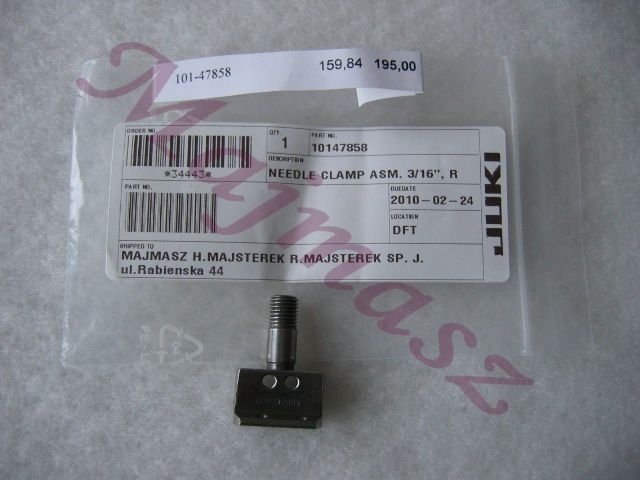 101-47858 159,84 195,00
ORDER NO.
*34443*
QTY.
1
PART NO.
10147858
DESCRIPTION
NEEDLE CLAMP ASM. 3/16", R
PART NO.
DUEDATE
2010-02-24
LOCATION
DFT
SHIPPED TO
MAJMASZ H.MAJSTEREK R.MAJSTEREK SP. J.
ul.Rabienska 44
JUKI
Majmasz